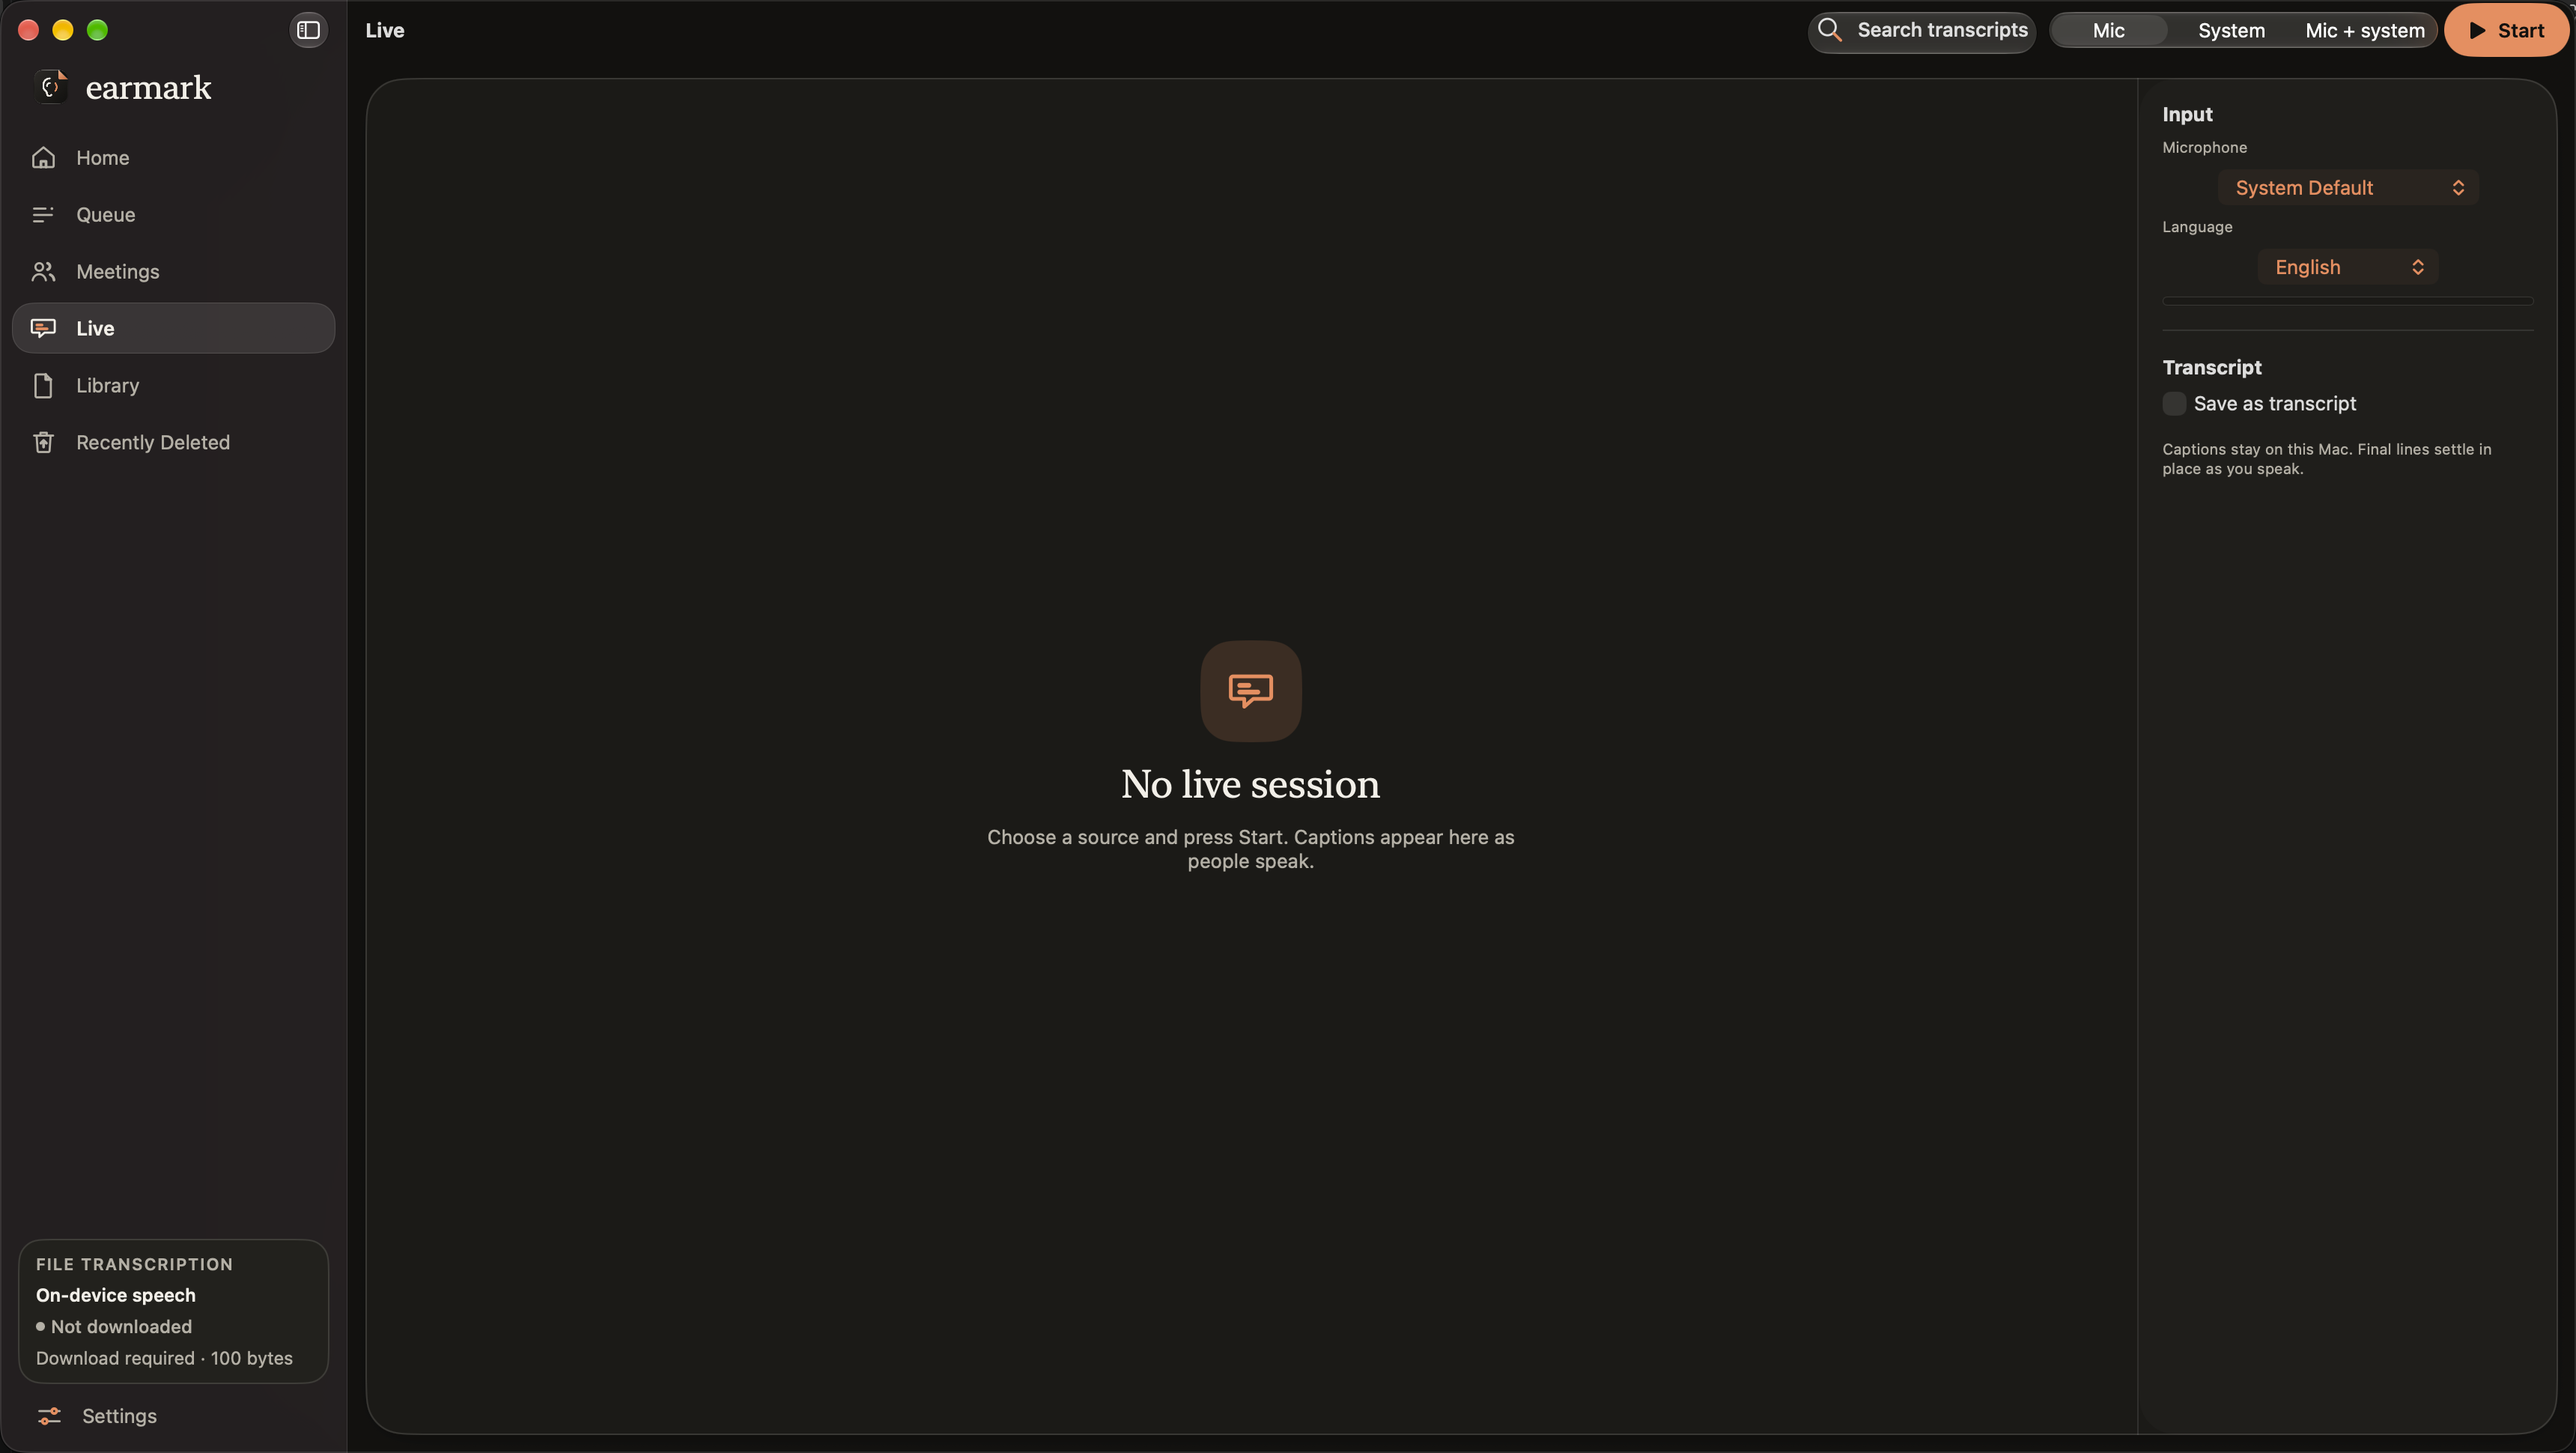 Live
Search transcripts
Mic
System
Mic + system
Start
earmark
Home
Queue
Meetings
Live
Library
Recently Deleted
No live session
Choose a source and press Start. Captions appear here as
people speak.
Input
Microphone
System Default
Language
English
Transcript
Save as transcript
Captions stay on this Mac. Final lines settle in
place as you speak.
FILE TRANSCRIPTION
On-device speech
Not downloaded
Download required · 100 bytes
Settings